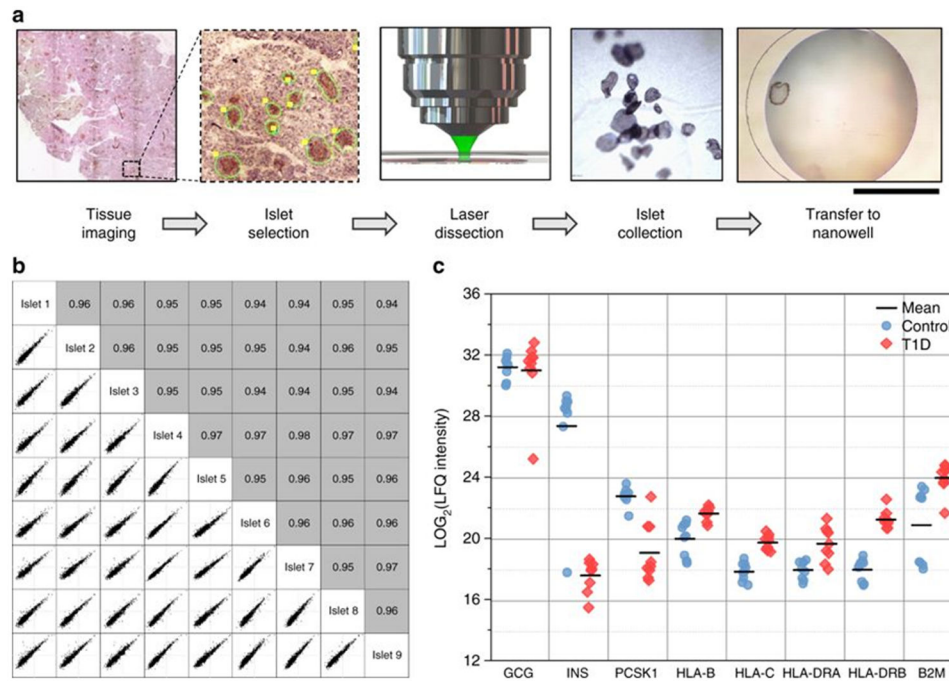 a
Tissue
imaging
Islet
selection
Laser
dissection
Islet
collection
Transfer to
nanowell
b
Islet 1 0.96 0.96 0.95 0.95 0.94 0.94 0.95 0.94
Islet 2 0.96 0.95 0.95 0.95 0.94 0.96 0.95
Islet 3 0.95 0.95 0.94 0.94 0.95 0.94
Islet 4 0.97 0.97 0.98 0.97 0.97
Islet 5 0.95 0.95 0.96 0.96
Islet 6 0.96 0.96 0.96
Islet 7 0.95 0.97
Islet 8 0.96
Islet 9
c
Mean
Control
T1D
LOG2(LFQ intensity)
36
32
28
24
20
16
12
GCG INS PCSK1 HLA-B HLA-C HLA-DRA HLA-DRB B2M